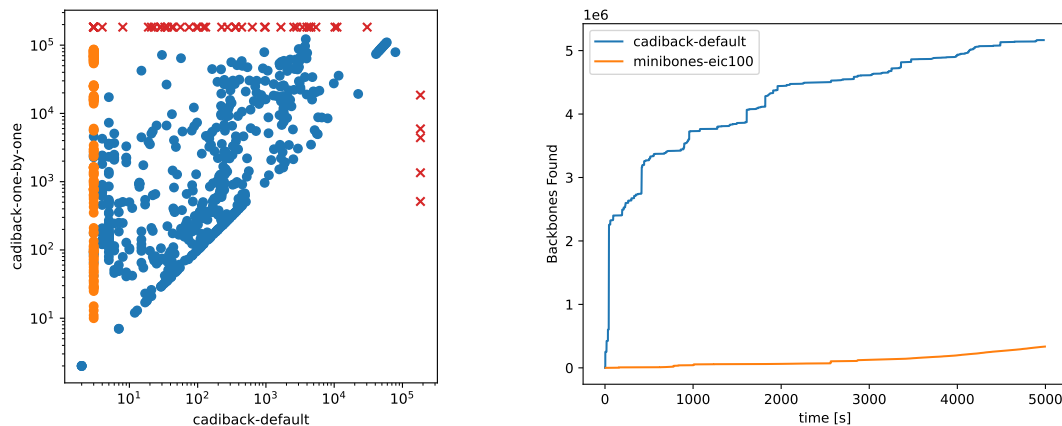 10^5
10^4
10^3
10^2
10^1
cadiback-one-by-one
10^1 10^2 10^3 10^4 10^5
cadiback-default
1e6
cadiback-default
minibones-eic100
5
4
3
2
1
0
Backbones Found
0 1000 2000 3000 4000 5000
time [s]